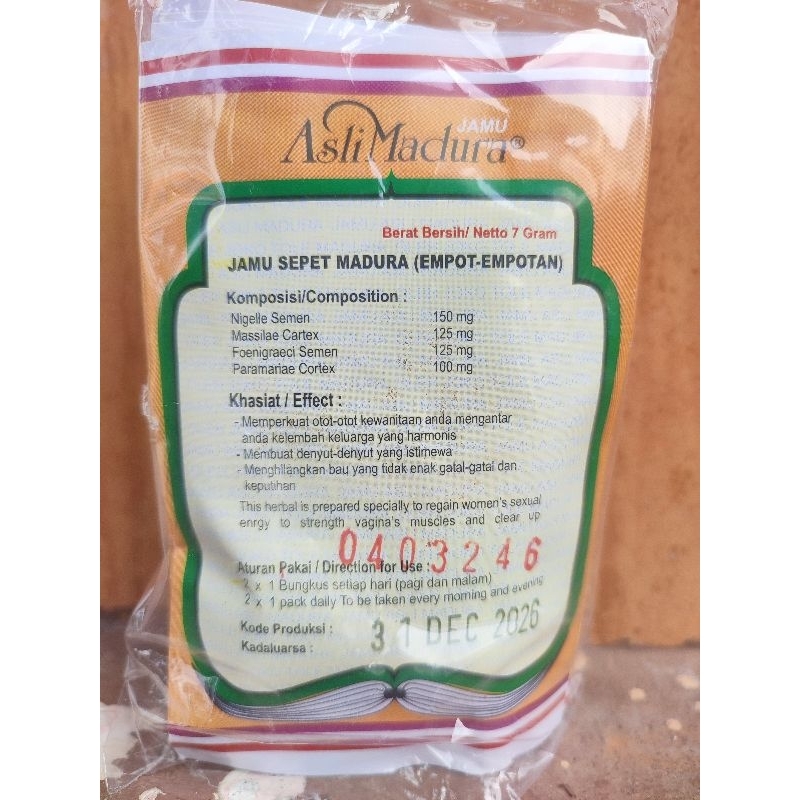 JAMU
Asli Madura®
Berat Bersih/ Netto 7 Gram
JAMU SEPET MADURA (EMPOT-EMPOTAN)
Komposisi/Composition :
Nigelle Semen 150 mg
Massilae Cartex 125 mg
Foenigraeci Semen 125 mg
Paramariae Cortex 100 mg
Khasiat / Effect :
- Memperkuat otot-otot kewanitaan anda mengantar
anda kelembah keluarga yang harmonis
- Membuat denyut-denyut yang istimewa
- Menghilangkan bau yang tidak enak gatal-gatal dan
keputihan
This herbal is prepared specially to regain women's sexual
enrgy to strength vagina's muscles and clear up
0403246
Aturan Pakai / Direction for Use :
2 x 1 Bungkus setiap hari (pagi dan malam)
2 x 1 pack daily To be taken every morning and evening
Kode Produksi :
31 DEC 2026
Kadaluarsa :